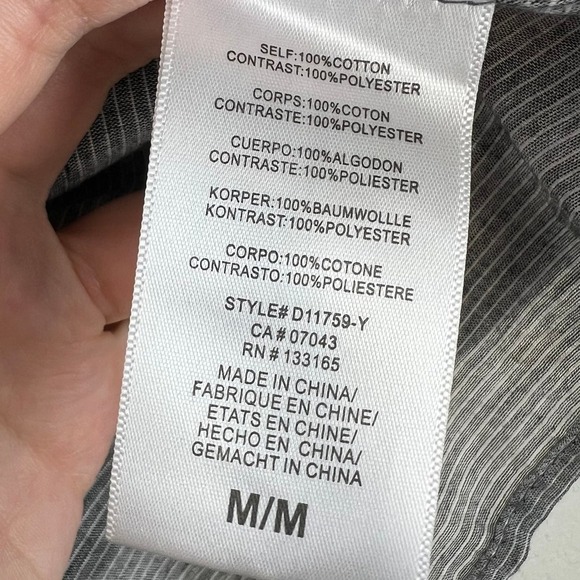 SELF:100%COTTON
CONTRAST:100%POLYESTER
CORPS:100%COTON
CONTRASTE:100%POLYESTER
CUERPO:100%ALGODON
CONTRASTE:100%POLIESTER
KORPER:100%BAUMWOLLLE
KONTRAST:100%POLYESTER
CORPO:100%COTONE
CONTRASTO:100%POLIESTERE
STYLE# D11759-Y
CA # 07043
RN # 133165
MADE IN CHINA/
FABRIQUE EN CHINE/
ETATS EN CHINE/
HECHO EN CHINA/
GEMACHT IN CHINA
M/M